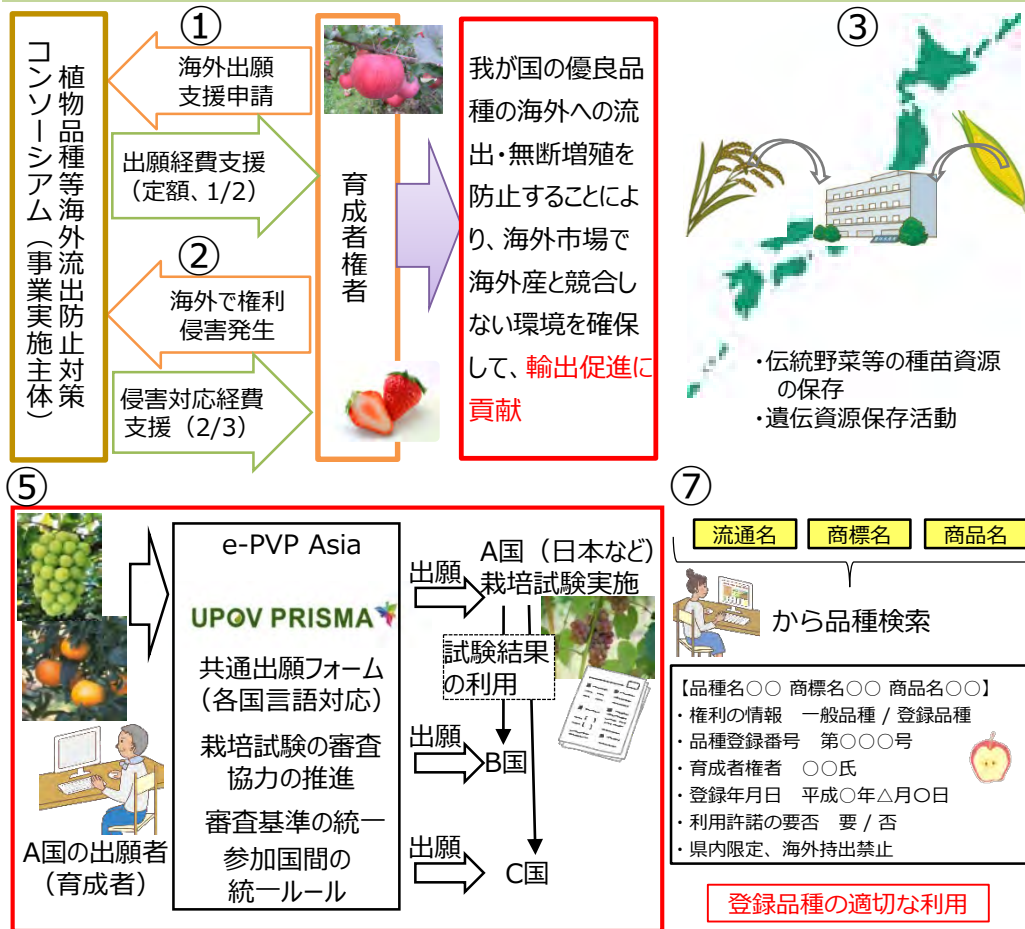 ①
海外出願
支援申請
出願経費支援
（定額、1/2）
②
海外で権利
侵害発生
侵害対応経費
支援（2/3）
植物品種等海外流出防止対策
コンソーシアム（事業実施主体）
育成者権者
我が国の優良品
種の海外への流
出・無断増殖を
防止することによ
り、海外市場で
海外産と競合し
ない環境を確保
して、輸出促進に
貢献
③
・伝統野菜等の種苗資源
の保存
・遺伝資源保存活動
⑤
A国の出願者
（育成者）
e-PVP Asia
UPOV PRISMA
共通出願フォーム
（各国言語対応）
栽培試験の審査
協力の推進
審査基準の統一
参加国間の
統一ルール
出願
A国（日本など）
栽培試験実施
試験結果
の利用
出願
B国
出願
C国
⑦
流通名
商標名
商品名
から品種検索
【品種名○○ 商標名○○ 商品名○○】
・権利の情報　一般品種 / 登録品種
・品種登録番号　第○○○号
・育成者権者　○○氏
・登録年月日　平成○年△月〇日
・利用許諾の要否　要 / 否
・県内限定、海外持出禁止
登録品種の適切な利用